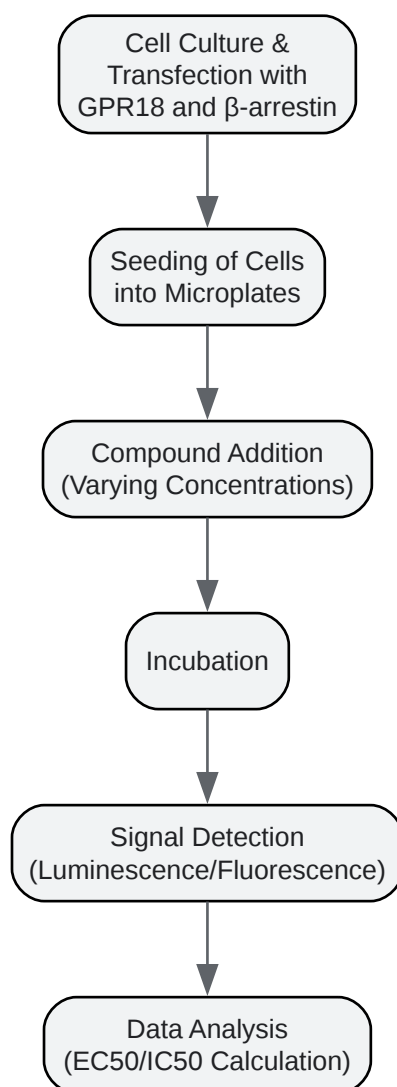 Cell Culture &
Transfection with
GPR18 and β-arrestin
Seeding of Cells
into Microplates
Compound Addition
(Varying Concentrations)
Incubation
Signal Detection
(Luminescence/Fluorescence)
Data Analysis
(EC50/IC50 Calculation)